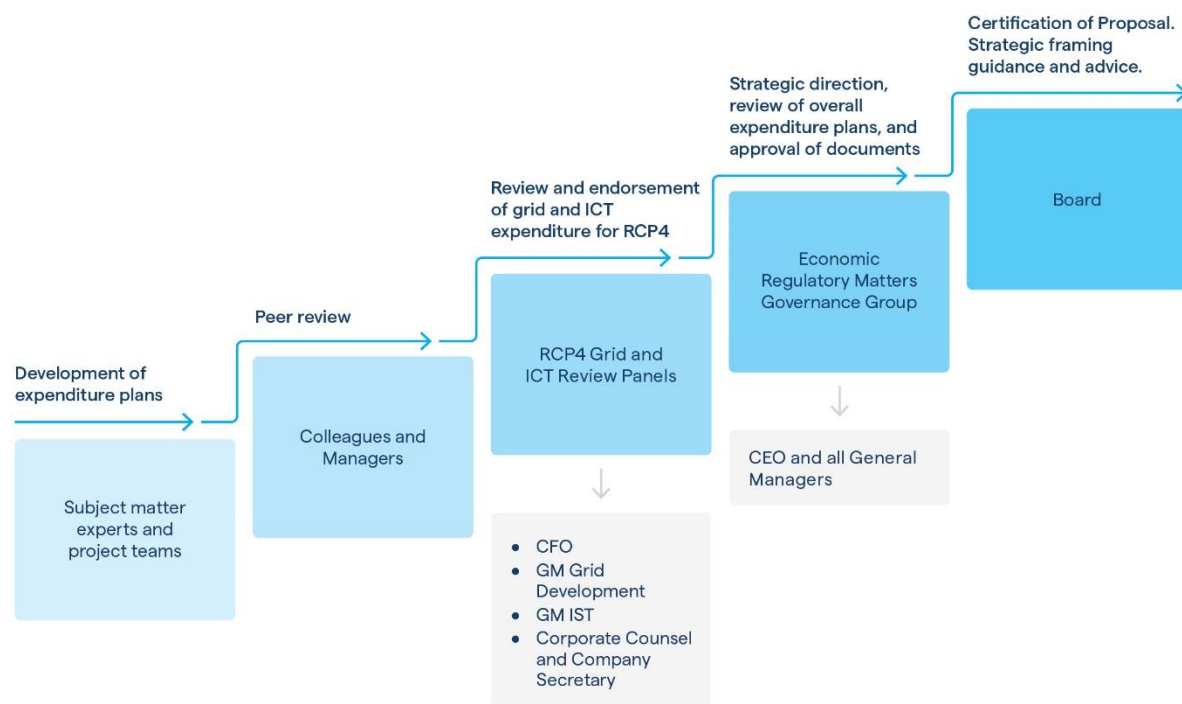 Development of
expenditure plans
Subject matter
experts and
project teams
Peer review
Colleagues and
Managers
Review and endorsement
of grid and ICT
expenditure for RCP4
RCP4 Grid and
ICT Review Panels
• CFO
• GM Grid
Development
• GM IST
• Corporate Counsel
and Company
Secretary
Strategic direction,
review of overall
expenditure plans, and
approval of documents
Economic
Regulatory Matters
Governance Group
CEO and all General
Managers
Certification of Proposal.
Strategic framing
guidance and advice.
Board